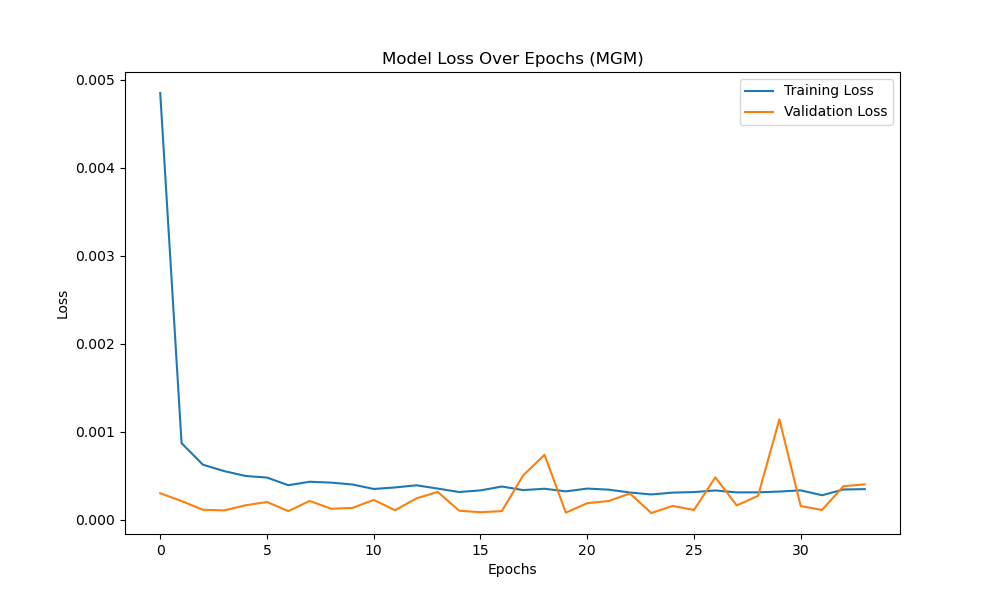 Model Loss Over Epochs (MGM)
Training Loss
Validation Loss
0.005
0.004
0.003
0.002
0.001
0.000
Loss
0 5 10 15 20 25 30
Epochs